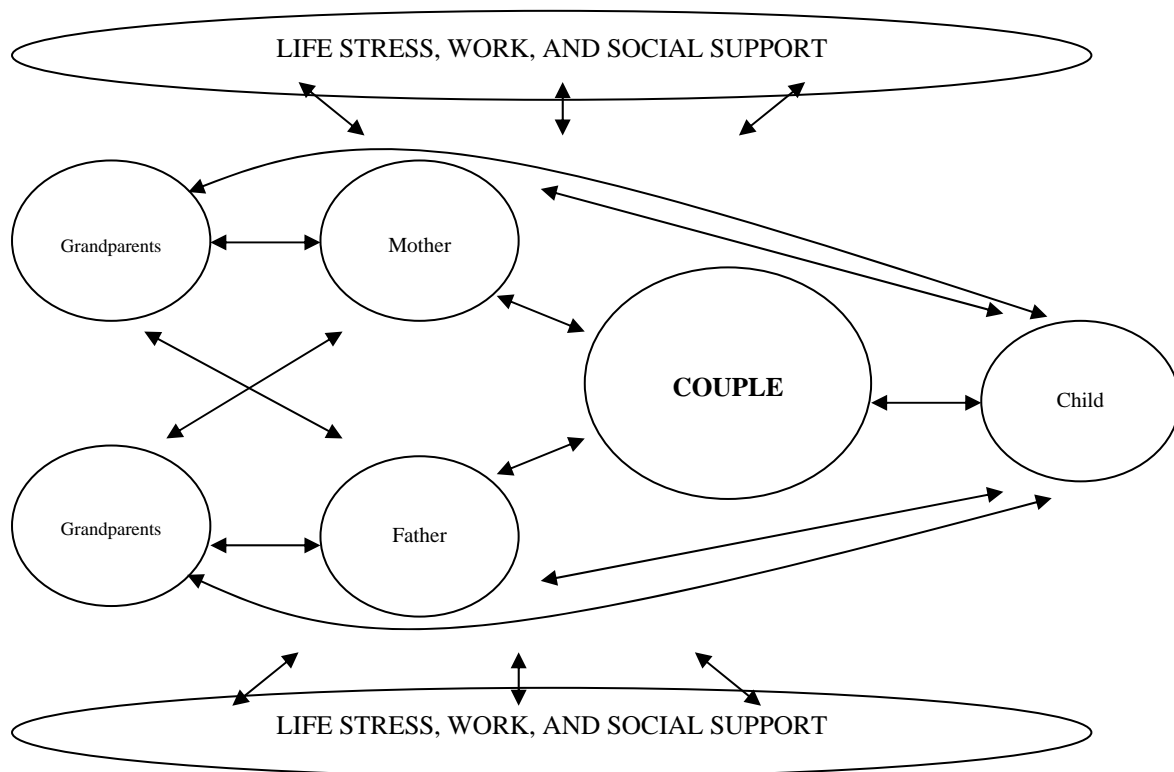 LIFE STRESS, WORK, AND SOCIAL SUPPORT
Grandparents
Mother
COUPLE
Child
Grandparents
Father
LIFE STRESS, WORK, AND SOCIAL SUPPORT